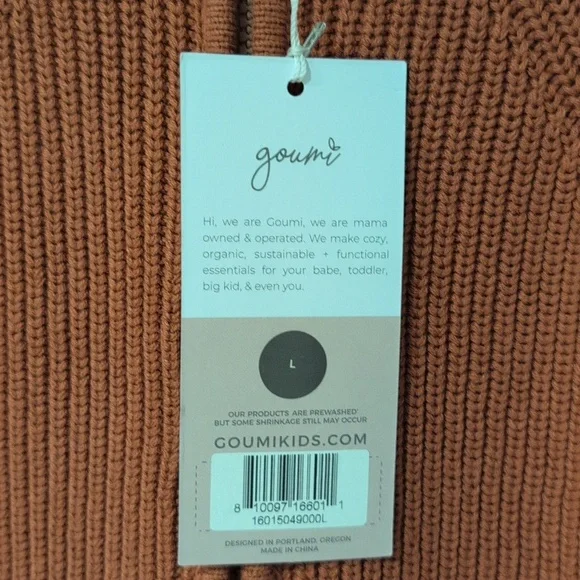 goumi
Hi, we are Goumi, we are mama
owned & operated. We make cozy,
organic, sustainable + functional
essentials for your babe, toddler,
big kid, & even you.
L
OUR PRODUCTS ARE PREWASHED
BUT SOME SHRINKAGE STILL MAY OCCUR
GOUMIKIDS.COM
8 10097 16601 1
16015049000L
DESIGNED IN PORTLAND, OREGON
MADE IN CHINA